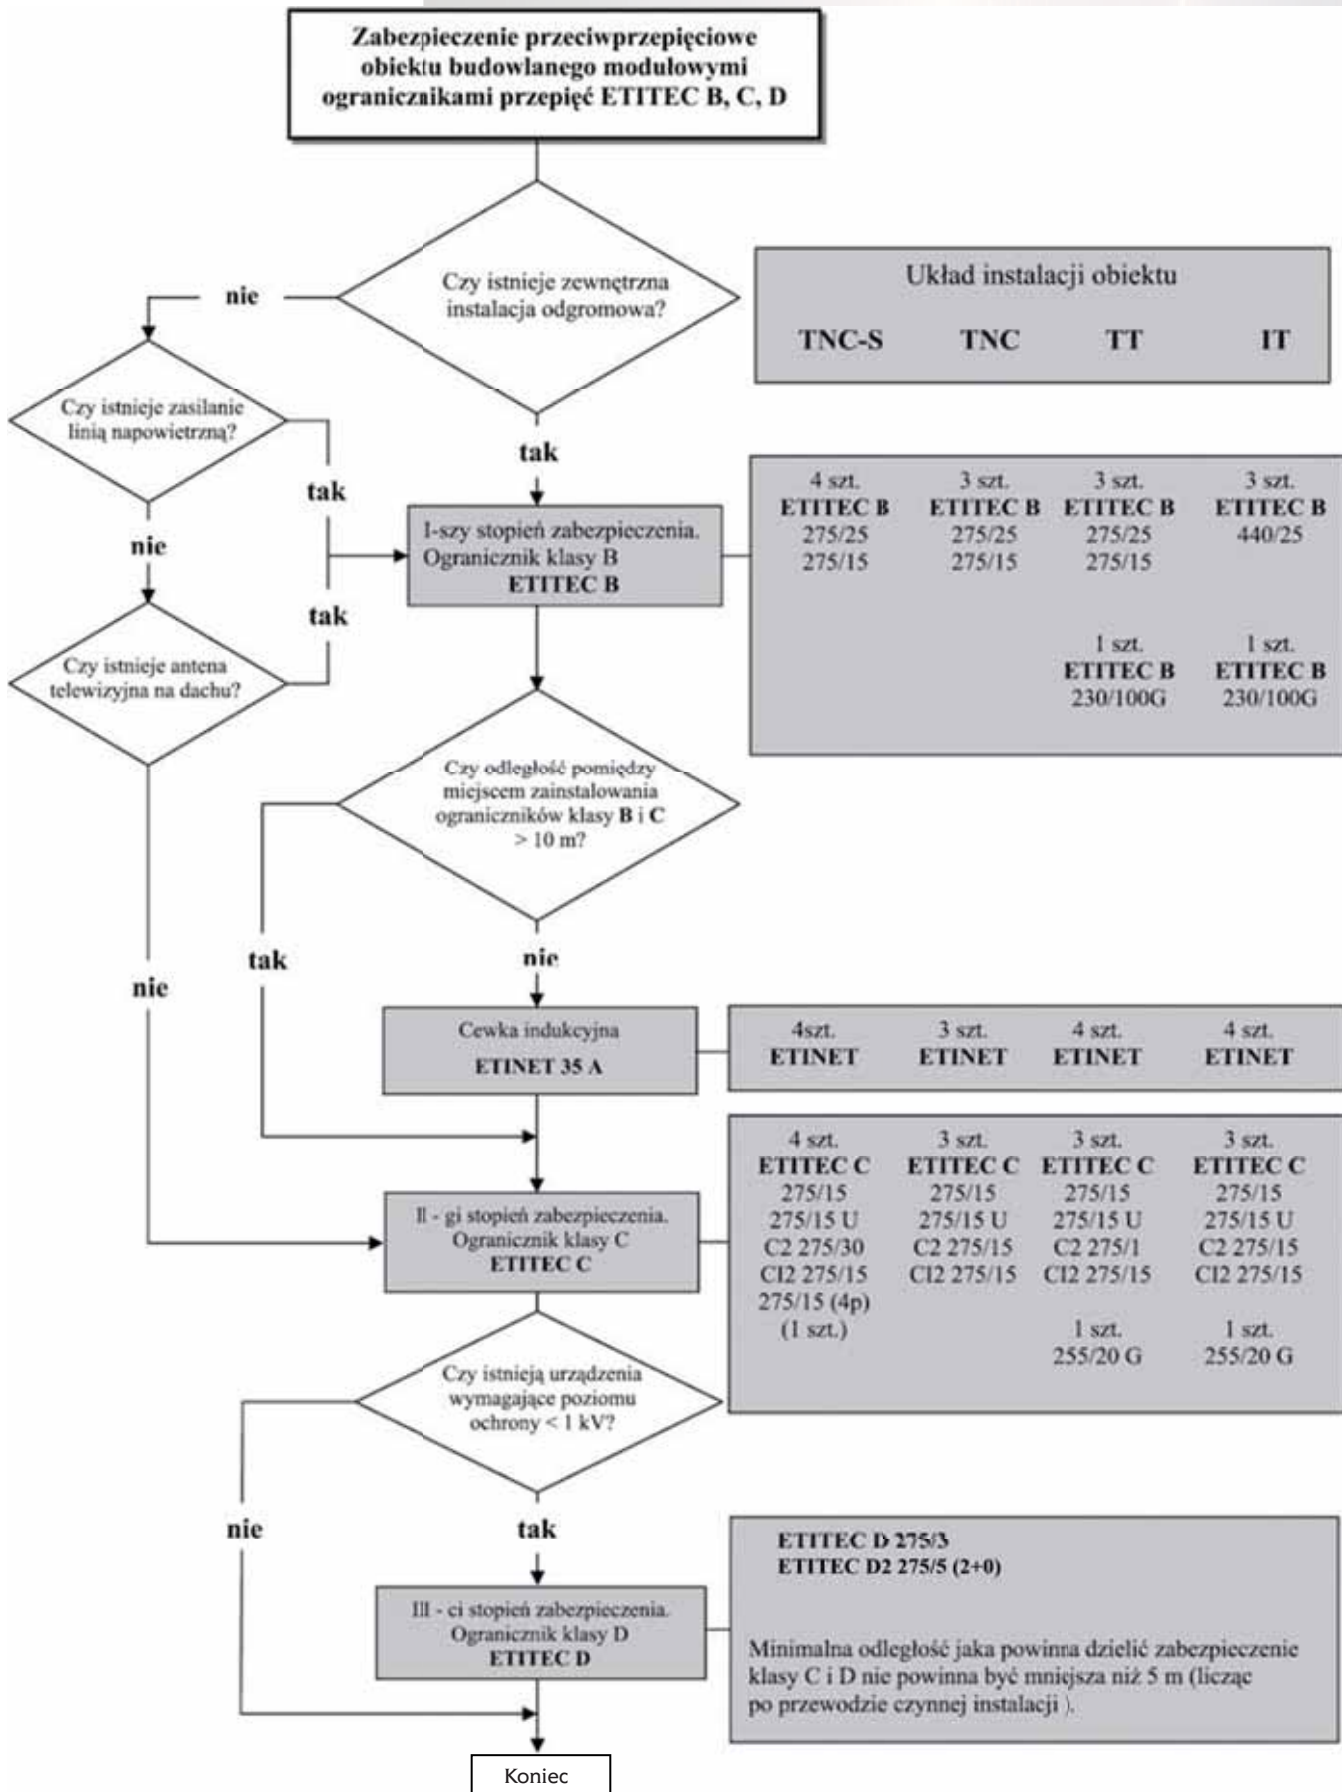 Zabezpieczenie przeciwprzepięciowe
obiektu budowlanego modułowymi
ogranicznikami przepięć ETITEC B, C, D
Czy istnieje zewnętrzna
instalacja odgromowa?
nie
tak
Układ instalacji obiektu
TNC-S TNC TT IT
Czy istnieje zasilanie
linią napowietrzną?
tak
nie
I-szy stopień zabezpieczenia.
Ogranicznik klasy B
ETITEC B
4 szt. 3 szt. 3 szt. 3 szt.
ETITEC B ETITEC B ETITEC B ETITEC B
275/25 275/25 275/25 440/25
275/15 275/15 275/15
1 szt. 1 szt.
ETITEC B ETITEC B
230/100G 230/100G
tak
Czy istnieje antena
telewizyjna na dachu?
nie
Czy odległość pomiędzy
miejscem zainstalowania
ograniczników klasy B i C
> 10 m?
tak
nie
Cewka indukcyjna
ETINET 35 A
4szt. 3 szt. 4 szt. 4 szt.
ETINET ETINET ETINET ETINET
II - gi stopień zabezpieczenia.
Ogranicznik klasy C
ETITEC C
4 szt. 3 szt. 3 szt. 3 szt.
ETITEC C ETITEC C ETITEC C ETITEC C
275/15 275/15 275/15 275/15
275/15 U 275/15 U 275/15 U 275/15 U
C2 275/30 C2 275/15 C2 275/1 C2 275/15
CI2 275/15 CI2 275/15 CI2 275/15 CI2 275/15
275/15 (4p)
(1 szt.) 1 szt. 1 szt.
255/20 G 255/20 G
Czy istnieją urządzenia
wymagające poziomu
ochrony < 1 kV?
nie
tak
III - ci stopień zabezpieczenia.
Ogranicznik klasy D
ETITEC D
ETITEC D 275/3
ETITEC D2 275/5 (2+0)
Minimalna odległość jaka powinna dzielić zabezpieczenie
klasy C i D nie powinna być mniejsza niż 5 m (licząc
po przewodzie czynnej instalacji ).
Koniec